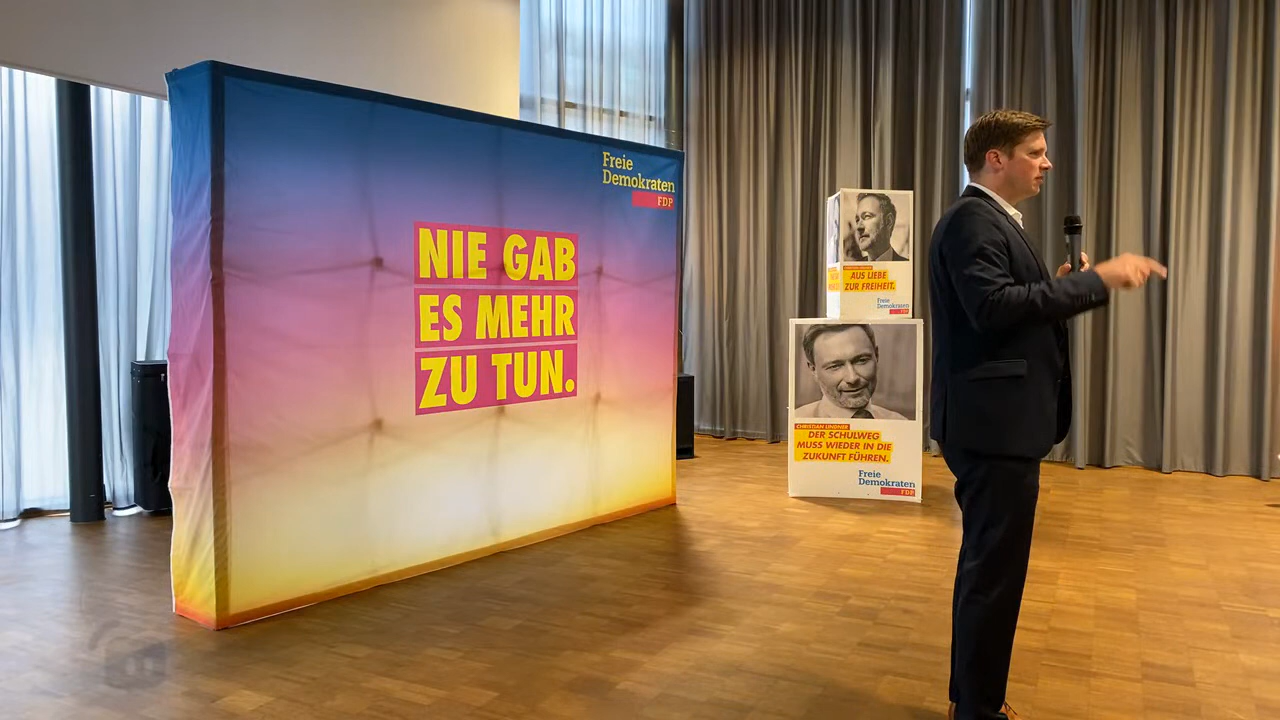 Freie
Demokraten
FDP
NIE GAB
ES MEHR
ZU TUN.
AUS LIEBE
ZUR FREIHEIT.
Freie
Demokraten
FDP
CHRISTIAN LINDNER
DER SCHULWEG
MUSS WIEDER IN DIE
ZUKUNFT FÜHREN.
Freie
Demokraten
FDP